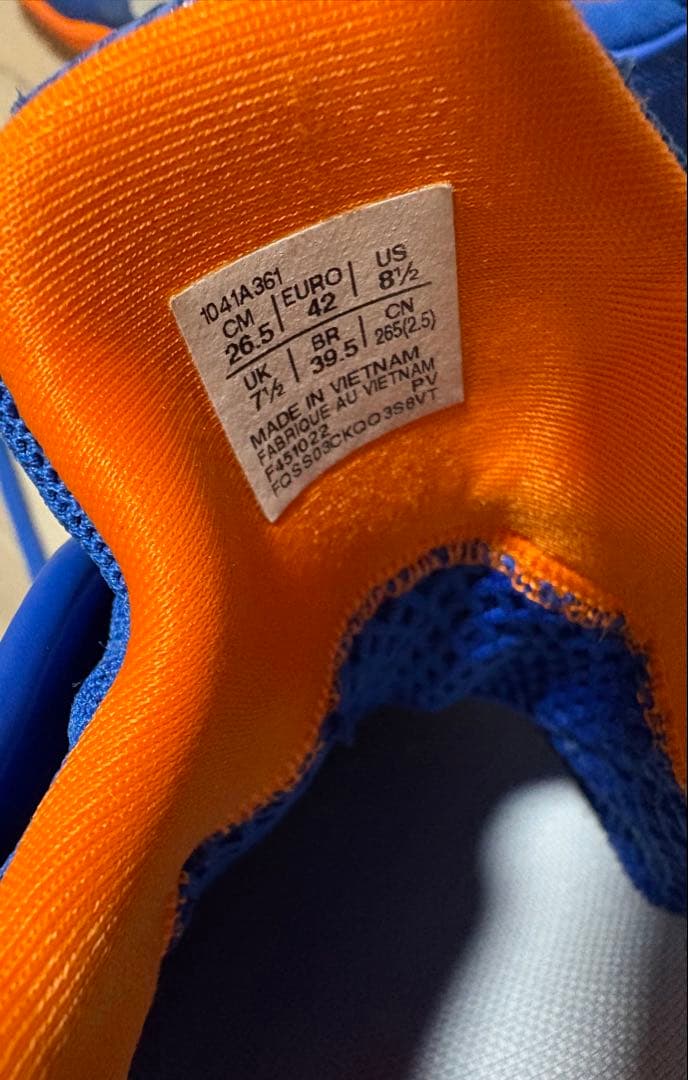 1041A361
CM | EURO | US
26.5 | 42 | 8½
UK | BR | CN
7½ | 39.5 | 265(2.5)
MADE IN VIETNAM
FABRIQUE AU VIETNAM
F451022 PV
FQSS03CKQO3S8VT